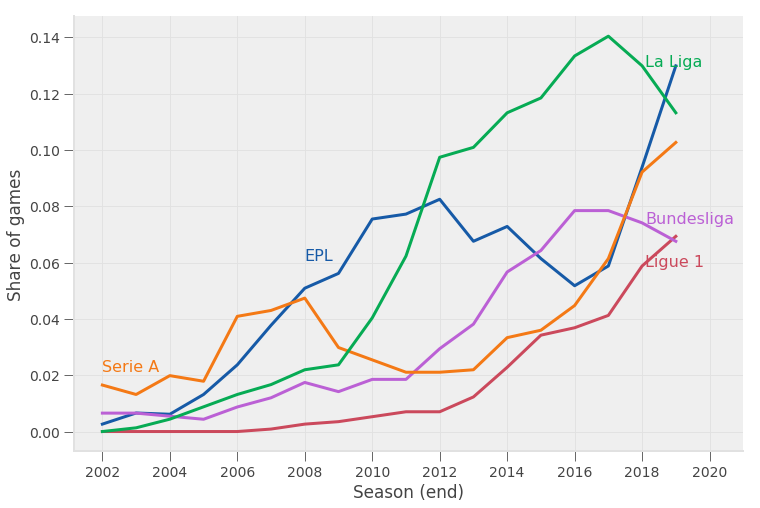 0.14
0.12
0.10
0.08
0.06
0.04
0.02
0.00
Share of games
La Liga
Bundesliga
EPL
Ligue 1
Serie A
2002 2004 2006 2008 2010 2012 2014 2016 2018 2020
Season (end)